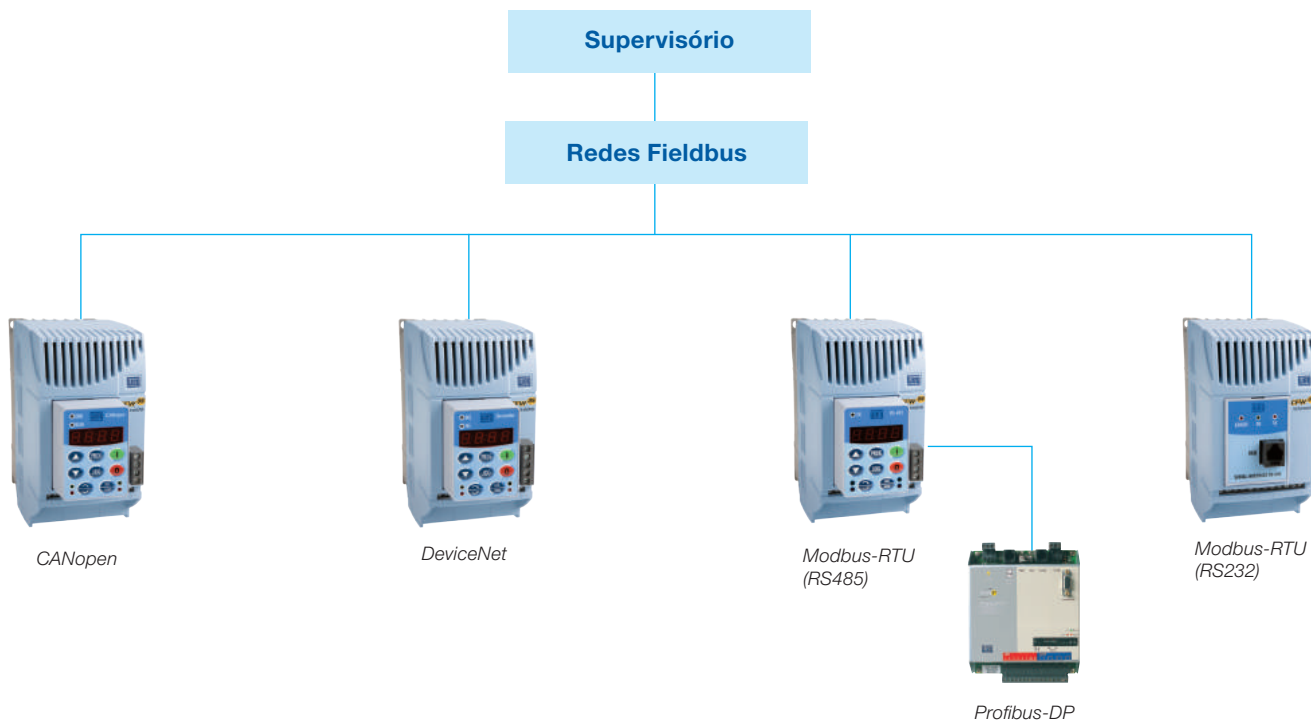 Supervisório
Redes Fieldbus
CANopen
DeviceNet
Modbus-RTU
(RS485)
Modbus-RTU
(RS232)
Profibus-DP